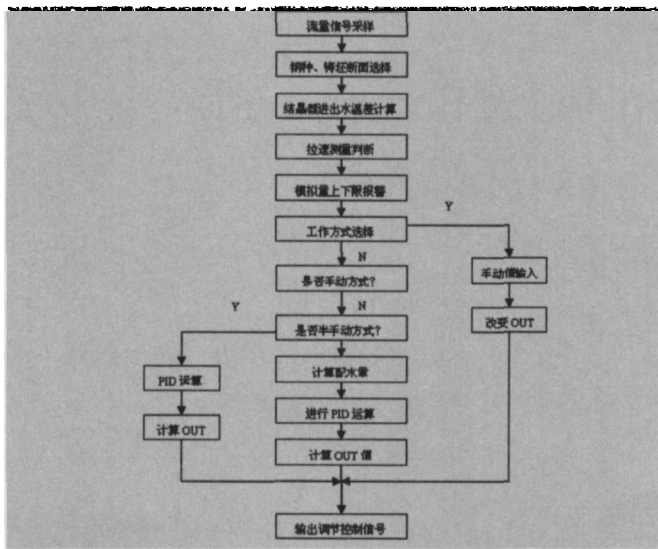 流量信号采样
钢种、铸坯断面选择
结晶器进出水温差计算
拉速测量判断
模拟量上下限报警
Y
工作方式选择
N
手动值输入
是否手动方式?
Y
N
改变 OUT
是否半手动方式?
PID 运算
计算配水量
进行 PID 运算
计算 OUT
计算 OUT 值
输出调节控制信号